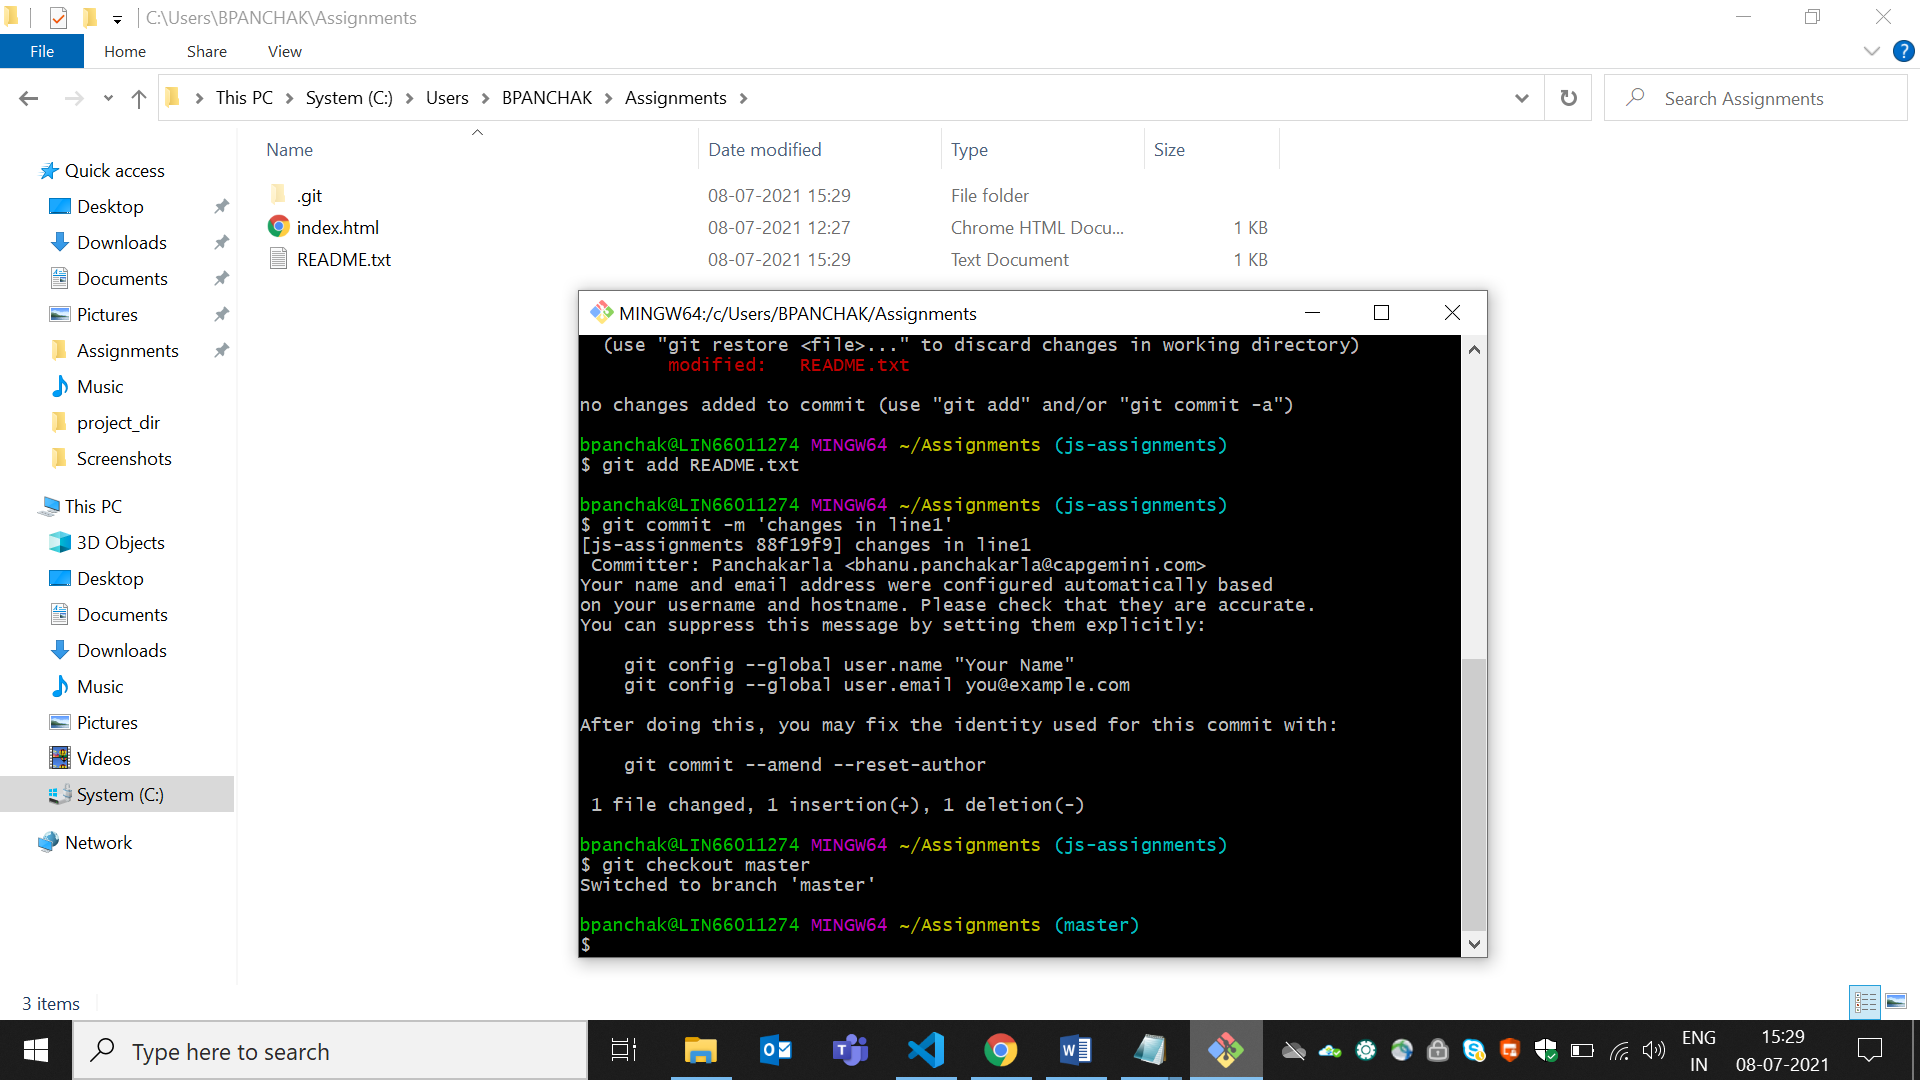 C:\Users\BPANCHAK\Assignments
File Home Share View
This PC System (C:) Users BPANCHAK Assignments
Search Assignments
Name Date modified Type Size
.git 08-07-2021 15:29 File folder
index.html 08-07-2021 12:27 Chrome HTML Docu... 1 KB
README.txt 08-07-2021 15:29 Text Document 1 KB
Quick access
Desktop
Downloads
Documents
Pictures
Assignments
Music
project_dir
Screenshots
This PC
3D Objects
Desktop
Documents
Downloads
Music
Pictures
Videos
System (C:)
Network
3 items
MINGW64:/c/Users/BPANCHAK/Assignments
(use "git restore <file>..." to discard changes in working directory)
modified: README.txt
no changes added to commit (use "git add" and/or "git commit -a")
bpanchak@LIN66011274 MINGW64 ~/Assignments (js-assignments)
$ git add README.txt
bpanchak@LIN66011274 MINGW64 ~/Assignments (js-assignments)
$ git commit -m 'changes in line1'
[js-assignments 88f19f9] changes in line1
Committer: Panchakarla <bhanu.panchakarla@capgemini.com>
Your name and email address were configured automatically based
on your username and hostname. Please check that they are accurate.
You can suppress this message by setting them explicitly:
git config --global user.name "Your Name"
git config --global user.email you@example.com
After doing this, you may fix the identity used for this commit with:
git commit --amend --reset-author
1 file changed, 1 insertion(+), 1 deletion(-)
bpanchak@LIN66011274 MINGW64 ~/Assignments (js-assignments)
$ git checkout master
Switched to branch 'master'
bpanchak@LIN66011274 MINGW64 ~/Assignments (master)
$
Type here to search
ENG
IN
15:29
08-07-2021